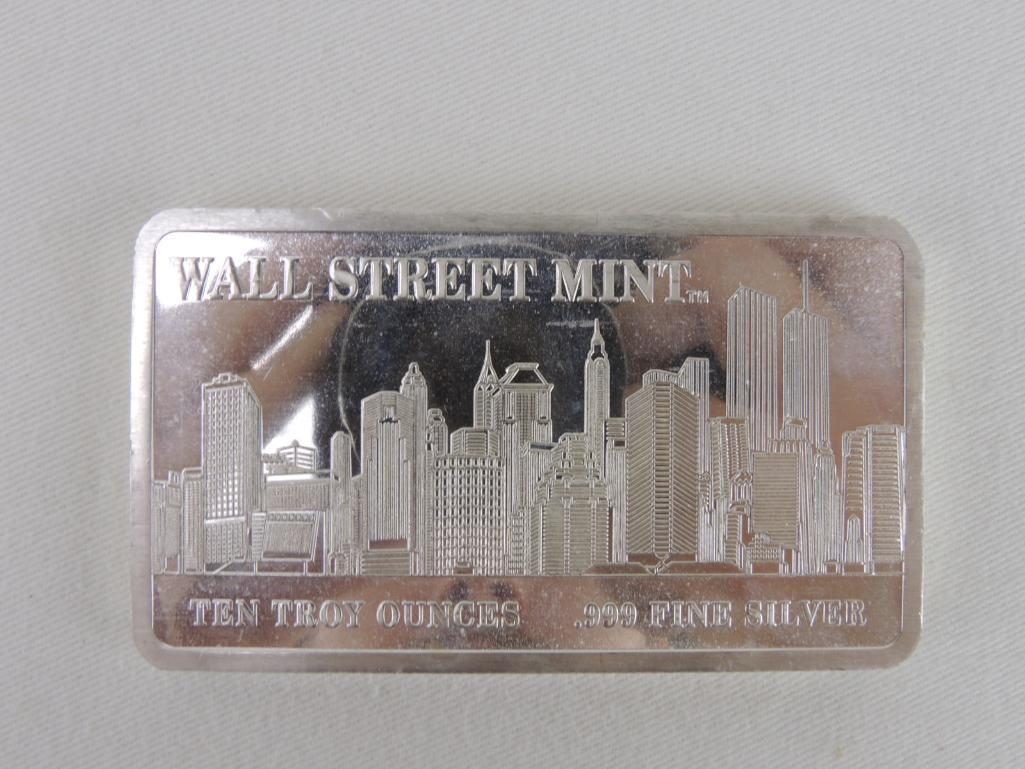 WALL STREET MINT™
TEN TROY OUNCES .999 FINE SILVER